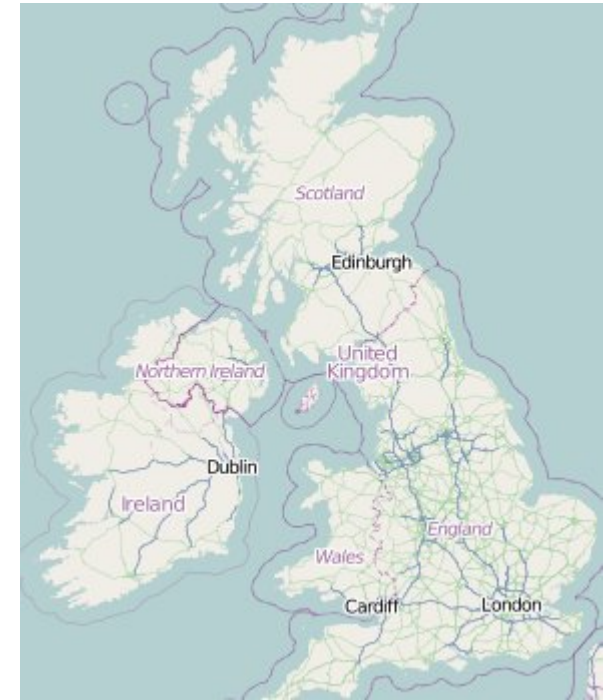 Scotland
Edinburgh
United
Kingdom
Northern Ireland
Dublin
Ireland
England
Wales
Cardiff
London